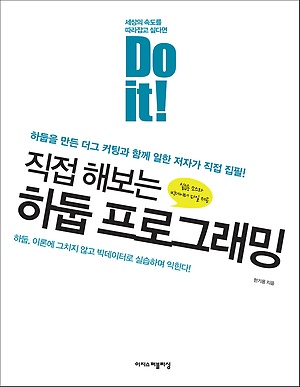 세상의 속도를
따라잡고 싶다면
Do
it!
하둡을 만든 더그 커팅과 함께 일한 저자가 직접 집필!
직접 해보는
하둡 프로그래밍
하둡, 이론에 그치지 않고 빅데이터로 실습하며 익힌다!
한기용 지음
이지스퍼블리싱